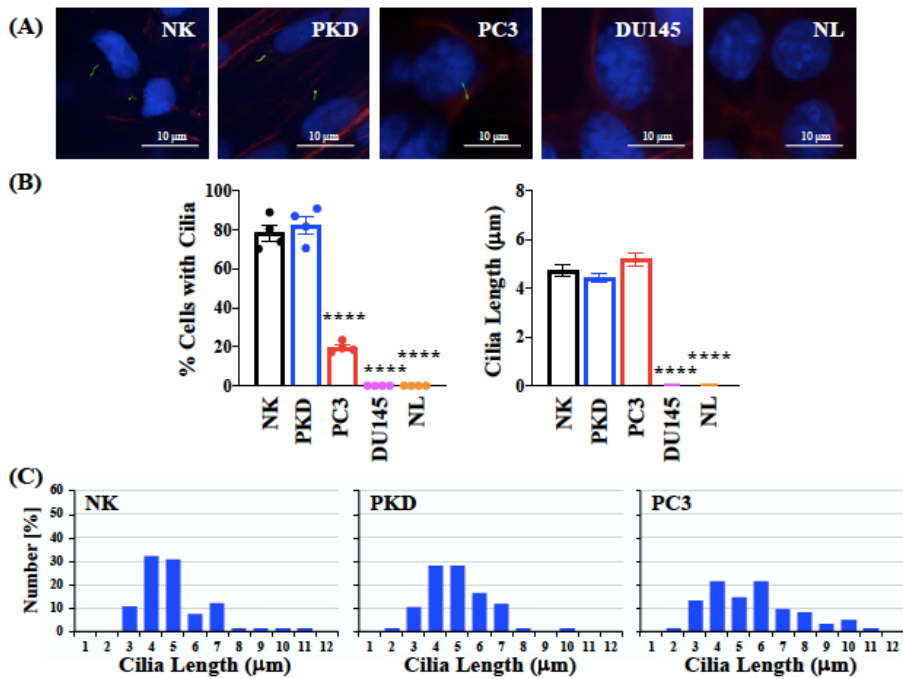 (A)
NK
PKD
PC3
DU145
NL
10 µm
10 µm
10 µm
10 µm
10 µm
(B)
% Cells with Cilia
100
80
60
40
20
0
****
****
****
NK
PKD
PC3
DU145
NL
Cilia Length (µm)
8
6
4
2
0
****
****
NK
PKD
PC3
DU145
NL
(C)
Number [%]
60
50
40
30
20
10
0
NK
1 2 3 4 5 6 7 8 9 10 11 12
Cilia Length (µm)
PKD
1 2 3 4 5 6 7 8 9 10 11 12
Cilia Length (µm)
PC3
1 2 3 4 5 6 7 8 9 10 11 12
Cilia Length (µm)